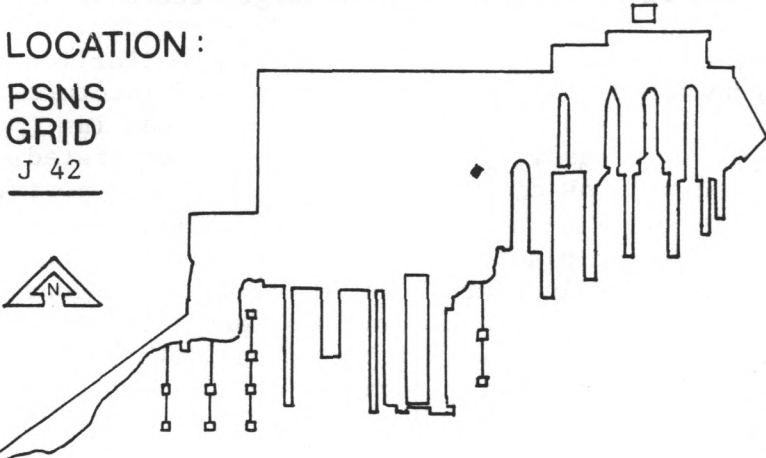 LOCATION:
PSNS
GRID
J 42
N